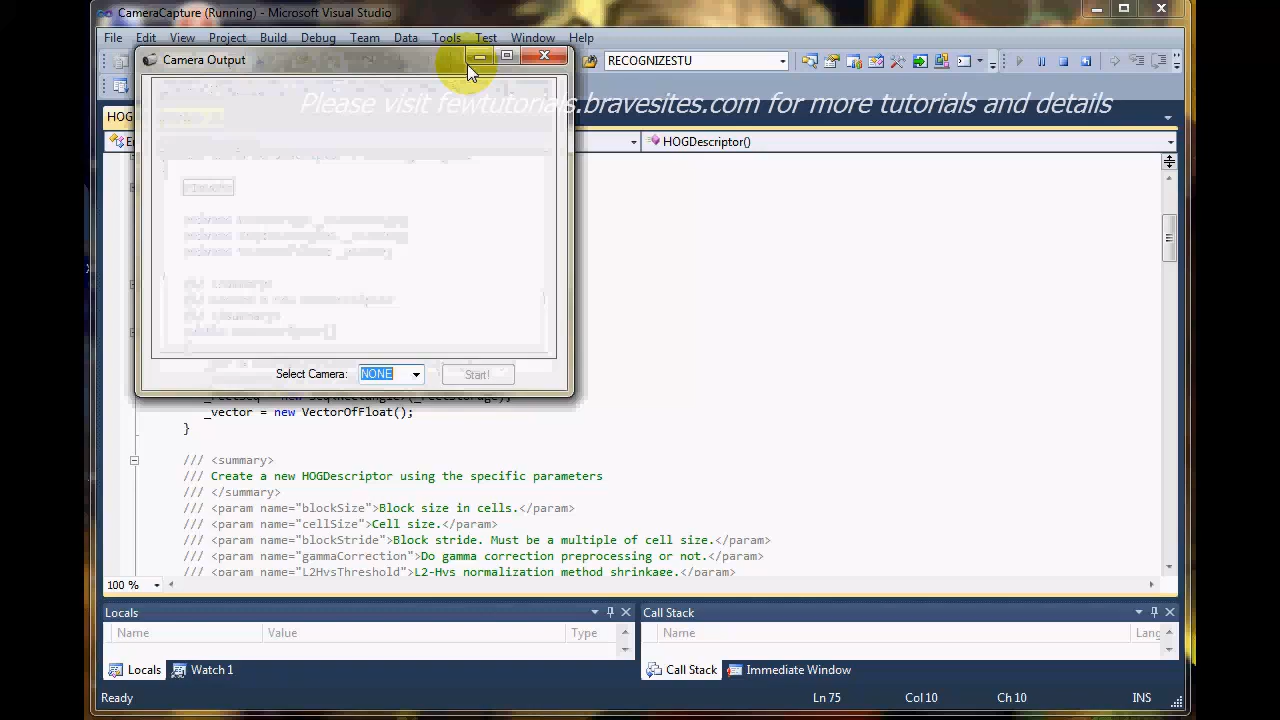 CameraCapture (Running) - Microsoft Visual Studio
File Edit View Project Build Debug Team Data Tools Test Window Help
Camera Output
RECOGNIZESTU
Please visit fewtutorials.bravesites.com for more tutorials and details
HOG
HOGDescriptor()
Select Camera: NONE Start!
_vector = new VectorOfFloat();
}
/// <summary>
/// Create a new HOGDescriptor using the specific parameters
/// </summary>
/// <param name="blockSize">Block size in cells.</param>
/// <param name="cellSize">Cell size.</param>
/// <param name="blockStride">Block stride. Must be a multiple of cell size.</param>
/// <param name="gammaCorrection">Do gamma correction preprocessing or not.</param>
/// <param name="L2HysThreshold">L2-Hys normalization method shrinkage.</param>
100 %
Locals Call Stack
Name Value Type Name Lang
Locals Watch 1 Call Stack Immediate Window
Ready Ln 75 Col 10 Ch 10 INS